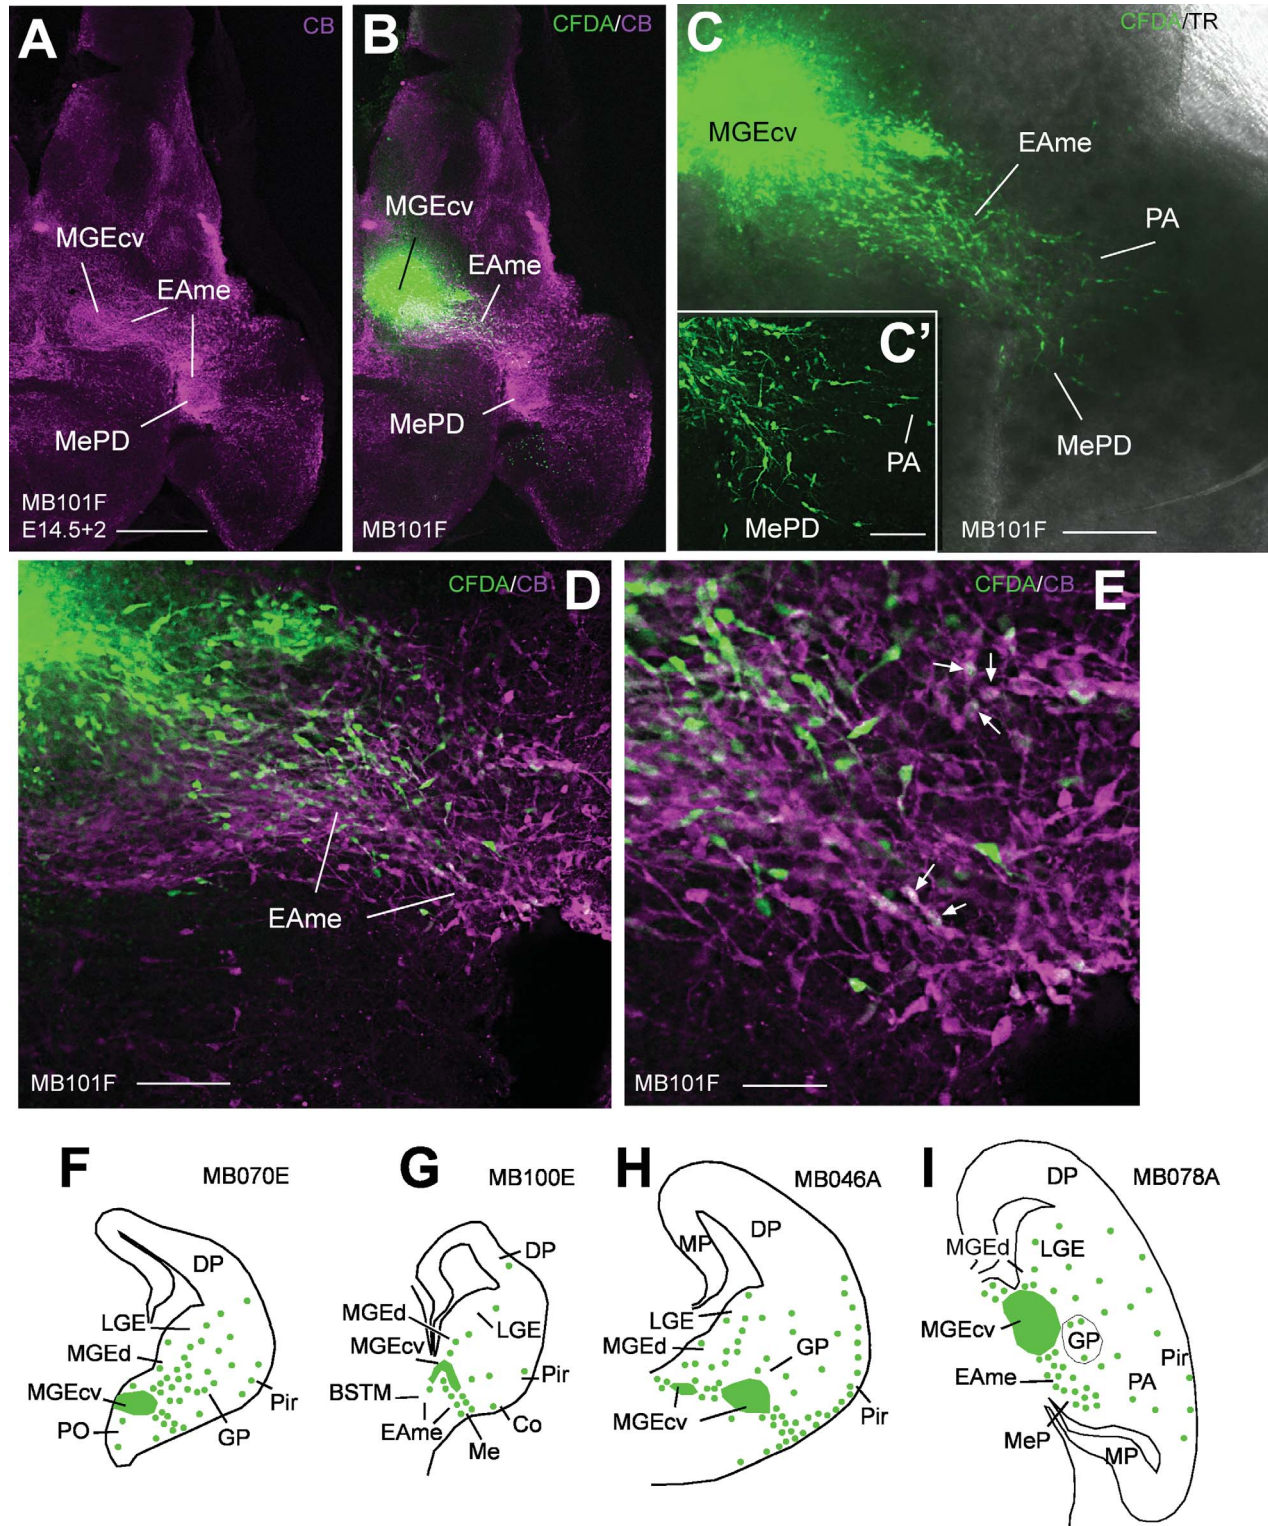 A
CB
MGEcv
EAme
MePD
MB101F
E14.5+2
B
CFDA/CB
MGEcv
EAme
MePD
MB101F
C
CFDA/TR
MGEcv
EAme
PA
MePD
MB101F
C’
PA
MePD
CFDA/CB
D
EAme
MB101F
CFDA/CB
E
MB101F
F
MB070E
DP
LGE
MGEd
MGEcv
PO
GP
Pir
G
MB100E
DP
MGEd
LGE
MGEcv
Pir
BSTM
EAme
Co
Me
H
MB046A
DP
MP
LGE
MGEd
GP
MGEcv
Pir
I
MB078A
DP
MGEd
LGE
MGEcv
GP
Pir
EAme
PA
MeP
MP